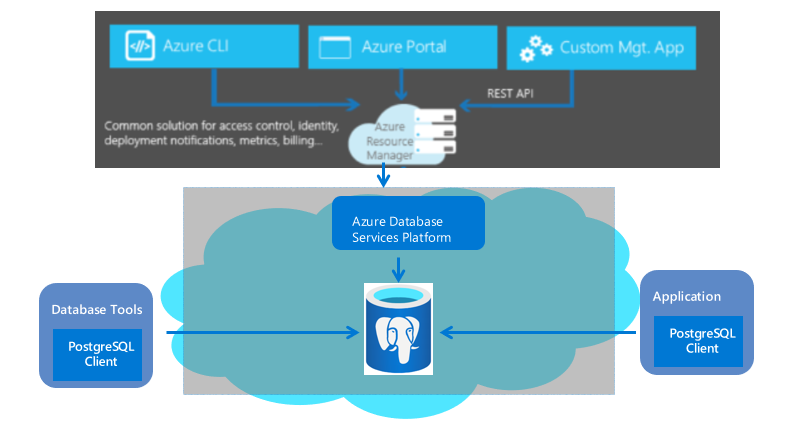 Azure CLI
Azure Portal
Custom Mgt. App
REST API
Common solution for access control, identity,
deployment notifications, metrics, billing...
Azure
Resource
Manager
Azure Database
Services Platform
Database Tools
PostgreSQL
Client
Application
PostgreSQL
Client